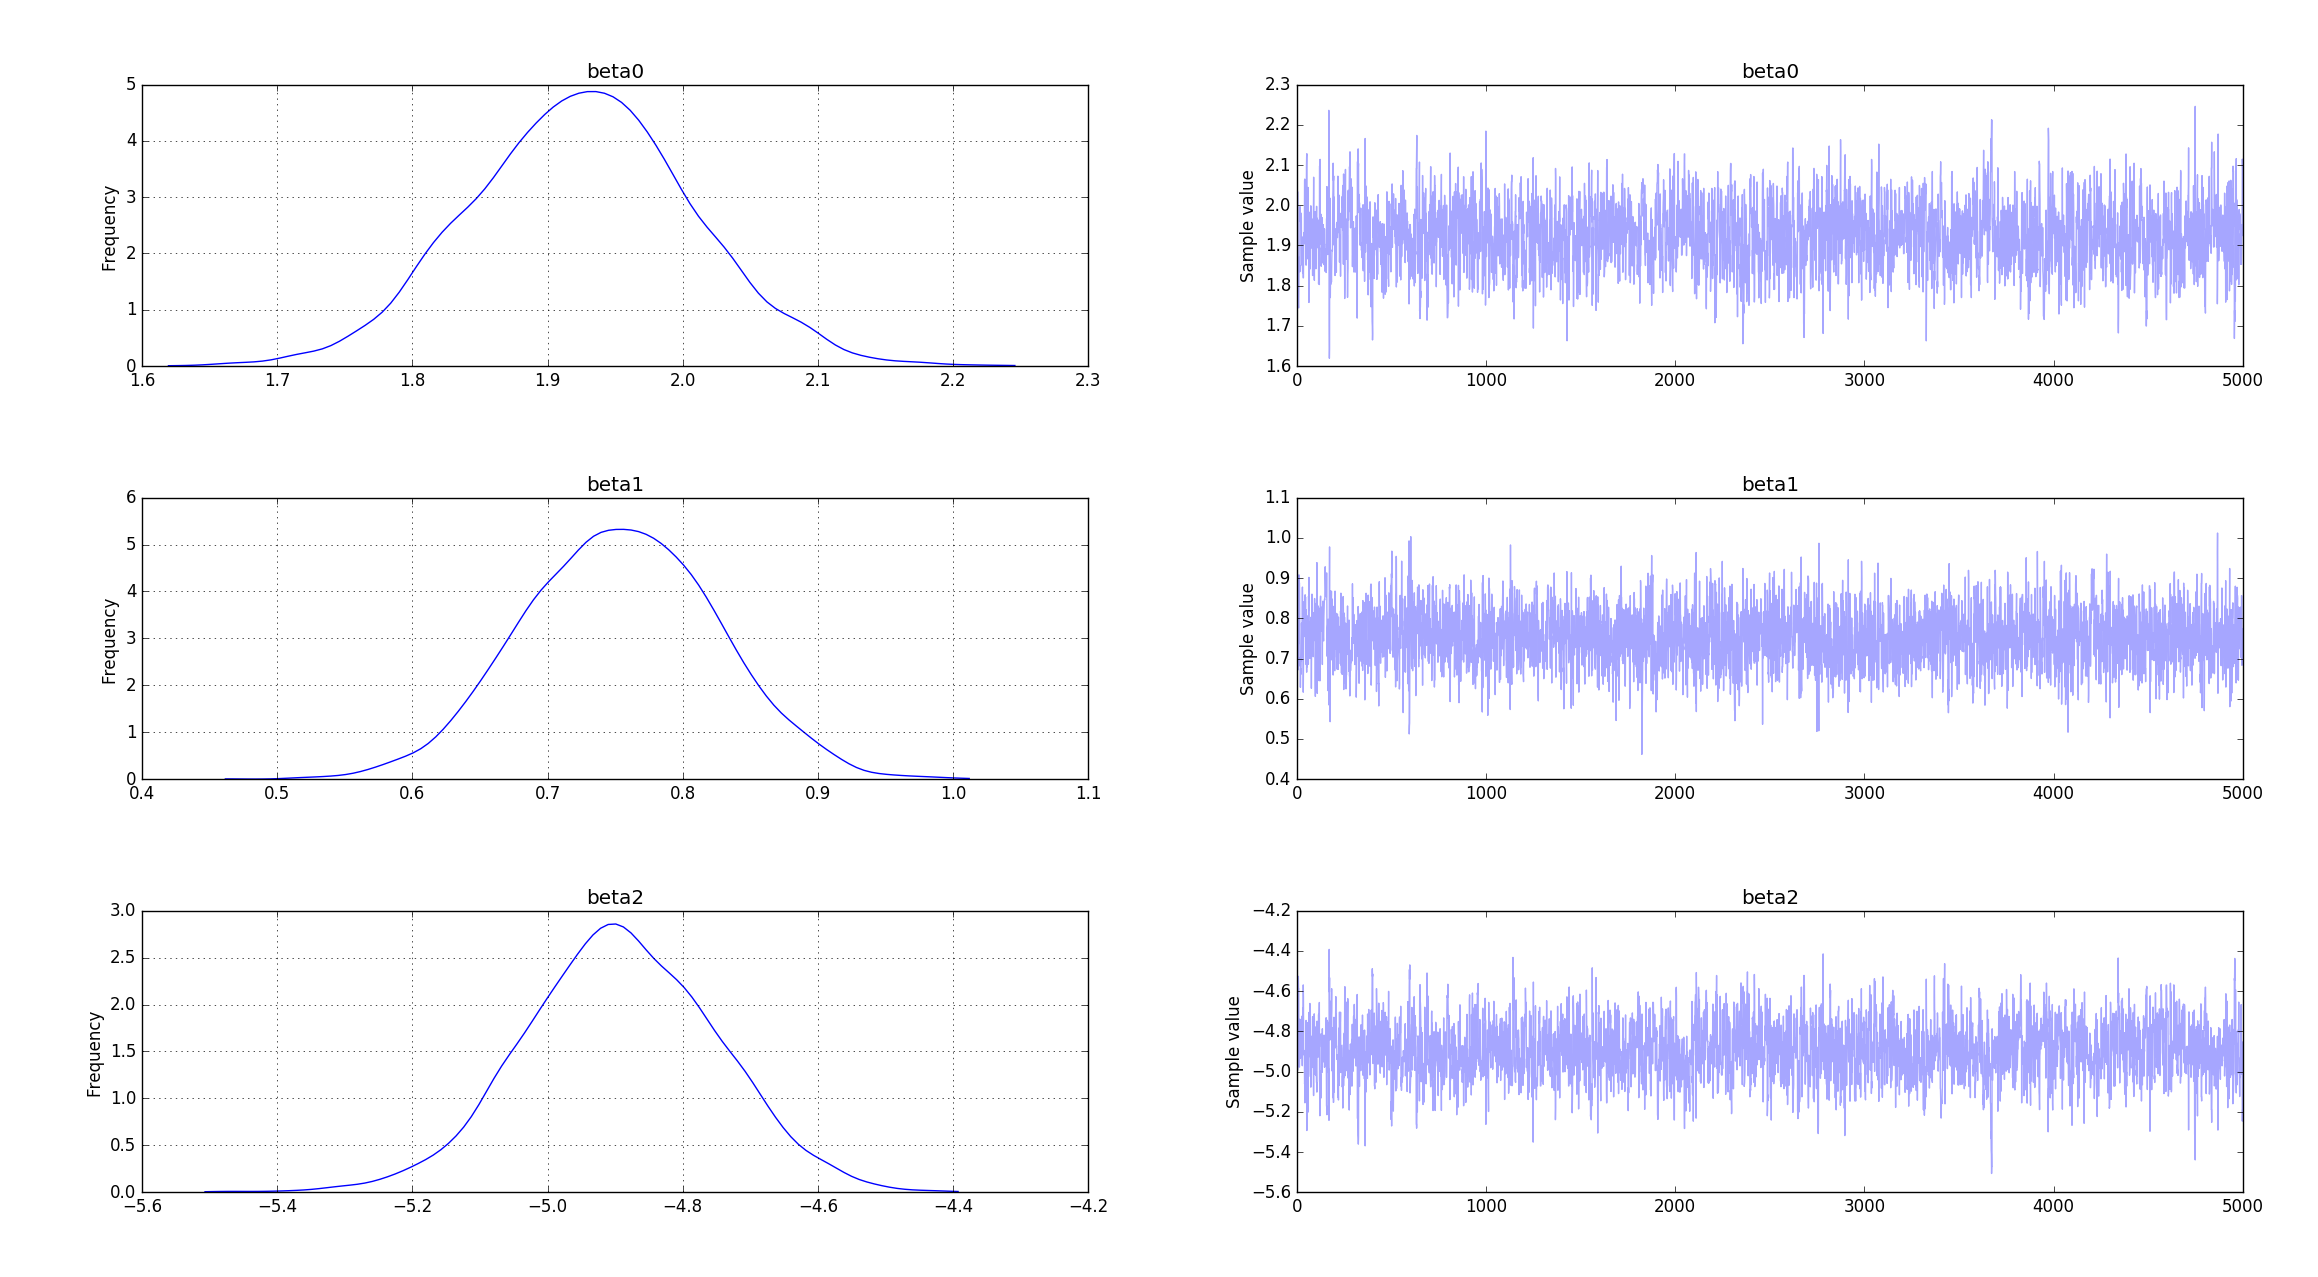 beta0
5
4
3
2
1
0
Frequency
1.6 1.7 1.8 1.9 2.0 2.1 2.2 2.3
beta0
2.3
2.2
2.1
2.0
1.9
1.8
1.7
1.6
Sample value
0 1000 2000 3000 4000 5000
beta1
6
5
4
3
2
1
0
Frequency
0.4 0.5 0.6 0.7 0.8 0.9 1.0 1.1
beta1
1.1
1.0
0.9
0.8
0.7
0.6
0.5
0.4
Sample value
0 1000 2000 3000 4000 5000
beta2
3.0
2.5
2.0
1.5
1.0
0.5
0.0
Frequency
−5.6 −5.4 −5.2 −5.0 −4.8 −4.6 −4.4 −4.2
beta2
−4.2
−4.4
−4.6
−4.8
−5.0
−5.2
−5.4
−5.6
Sample value
0 1000 2000 3000 4000 5000